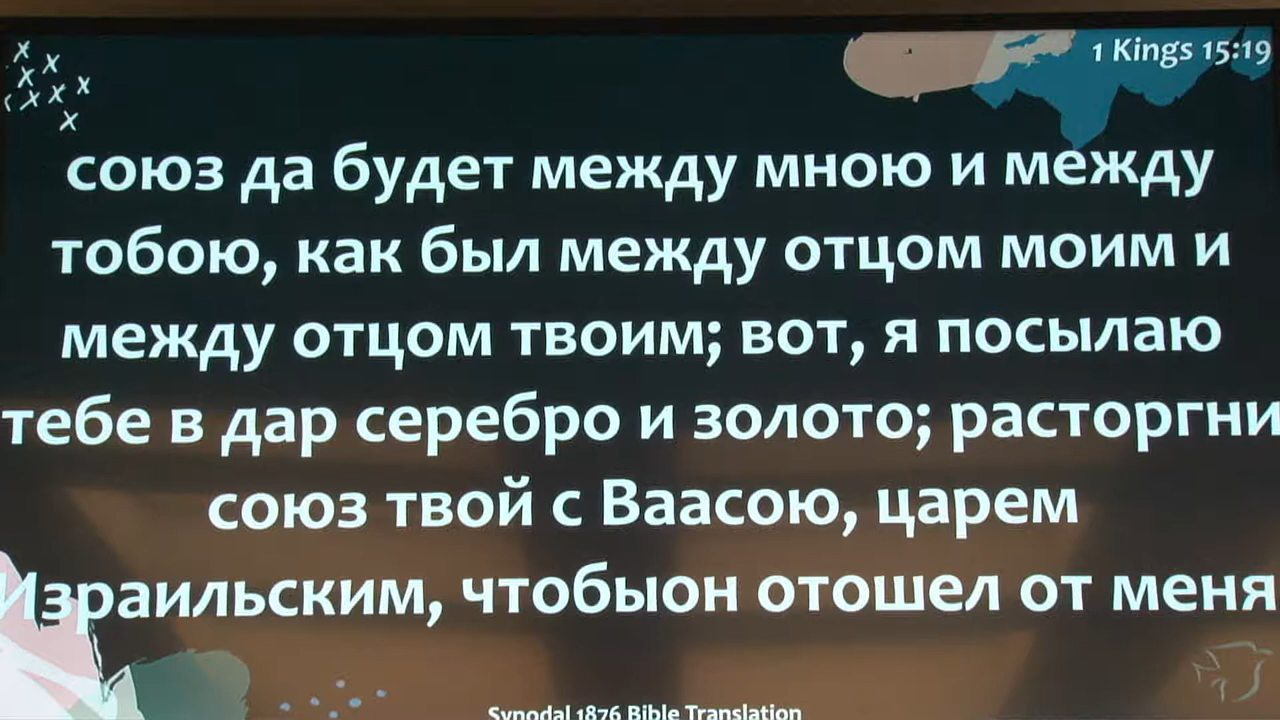 1 Kings 15:19
союз да будет между мною и между
тобою, как был между отцом моим и
между отцом твоим; вот, я посылаю
тебе в дар серебро и золото; расторгни
союз твой с Ваасою, царем
Израильским, чтобыон отошел от меня
Synodal 1876 Bible Translation